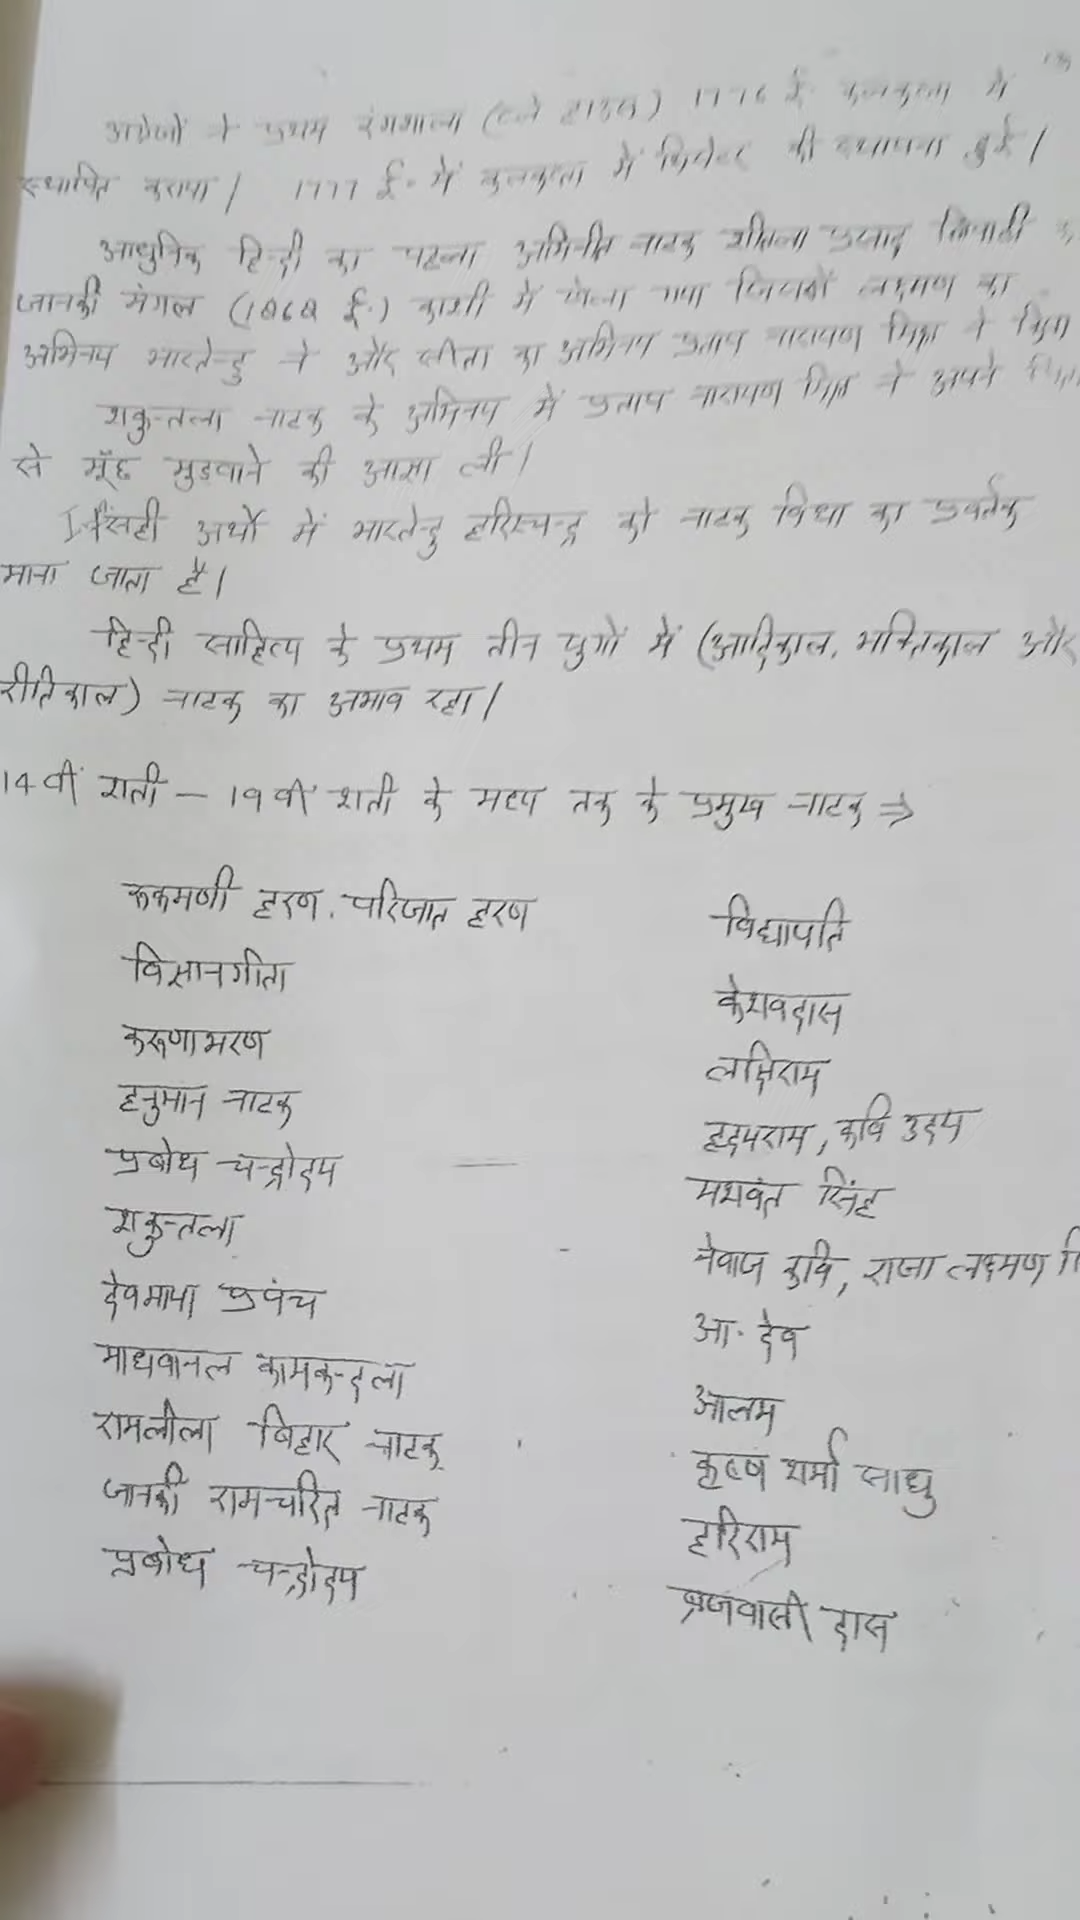 अंग्रेजों ने प्रथम रंगशाला (प्ले हाउस) 1776 ई. कलकत्ता में
स्थापित कराया। 1777 ई. में कलकत्ता में थियेटर की स्थापना हुई।
आधुनिक हिन्दी का पहला अभिनीत नाटक शीतला प्रसाद त्रिपाठी
जानकी मंगल (1868 ई.) काशी में खेला गया जिसमें लक्ष्मण का
अभिनय भारतेन्दु ने और सीता का अभिनय प्रताप नारायण मिश्र ने किया
शकुन्तला नाटक के अभिनय में प्रताप नारायण मिश्र ने अपने पिता
से मूँछ मुडवाने की आज्ञा ली।
सही अर्थो में भारतेन्दु हरिश्चन्द्र को नाटक विधा का प्रवर्तक
माना जाता है।
हिन्दी साहित्य के प्रथम तीन युगों में (आदिकाल, भक्तिकाल और
रीतिकाल) नाटक का अभाव रहा।
14 वीं शती – 19 वीं शती के मध्य तक के प्रमुख नाटक ⇒
रूकमणी हरण, परिजात हरण विद्यापति
विज्ञानगीता केशवदास
करूणाभरण लछिराम
हनुमान नाटक हृदयराम, कवि उदय
प्रबोध चन्द्रोदय — यशवंत सिंह
शकुन्तला - नेवाज कवि, राजा लक्ष्मण
देवमाया प्रपंच आ. देव
माधवानल कामकन्दला आलम
रामलीला बिहार नाटक कृष्ण शर्मा साधु
जानकी रामचरित नाटक हरिराम
प्रबोध चन्द्रोदय ब्रजवासी दास